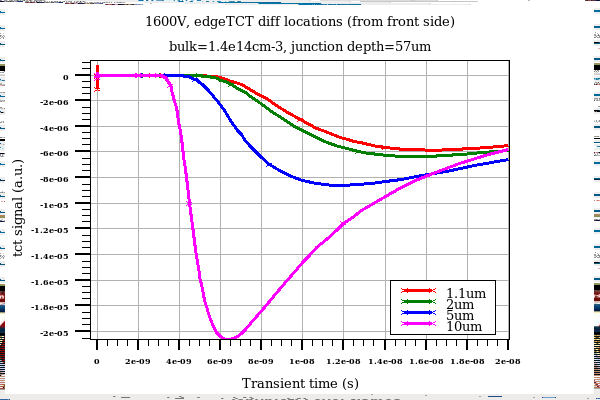 1600V, edgeTCT diff locations (from front side)
bulk=1.4e14cm-3, junction depth=57um
0
-2e-06
-4e-06
-6e-06
-8e-06
-1e-05
-1.2e-05
-1.4e-05
-1.6e-05
-1.8e-05
-2e-05
tct signal (a.u.)
1.1um
2um
5um
10um
0 2e-09 4e-09 6e-09 8e-09 1e-08 1.2e-08 1.4e-08 1.6e-08 1.8e-08 2e-08
Transient time (s)